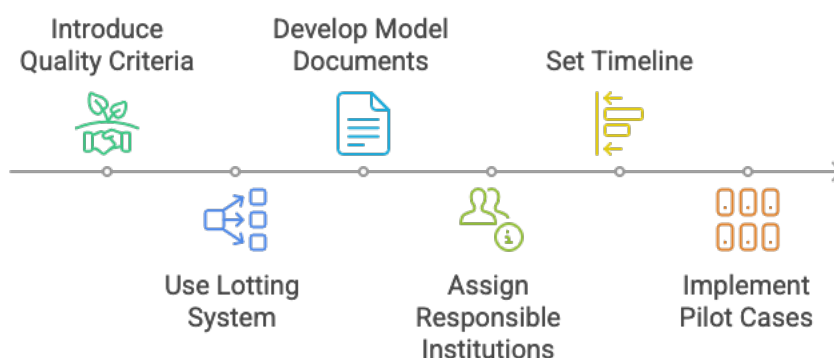 Introduce
Quality Criteria
Use Lotting
System
Develop Model
Documents
Assign
Responsible
Institutions
Set Timeline
Implement
Pilot Cases